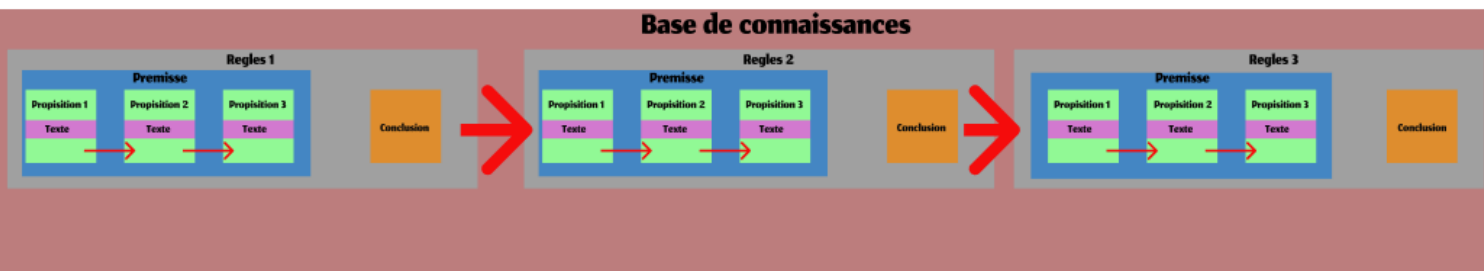 Base de connaissances
Regles 1
Premisse
Propisition 1
Texte
Propisition 2
Texte
Propisition 3
Texte
Conclusion
Regles 2
Premisse
Propisition 1
Texte
Propisition 2
Texte
Propisition 3
Texte
Conclusion
Regles 3
Premisse
Propisition 1
Texte
Propisition 2
Texte
Propisition 3
Texte
Conclusion